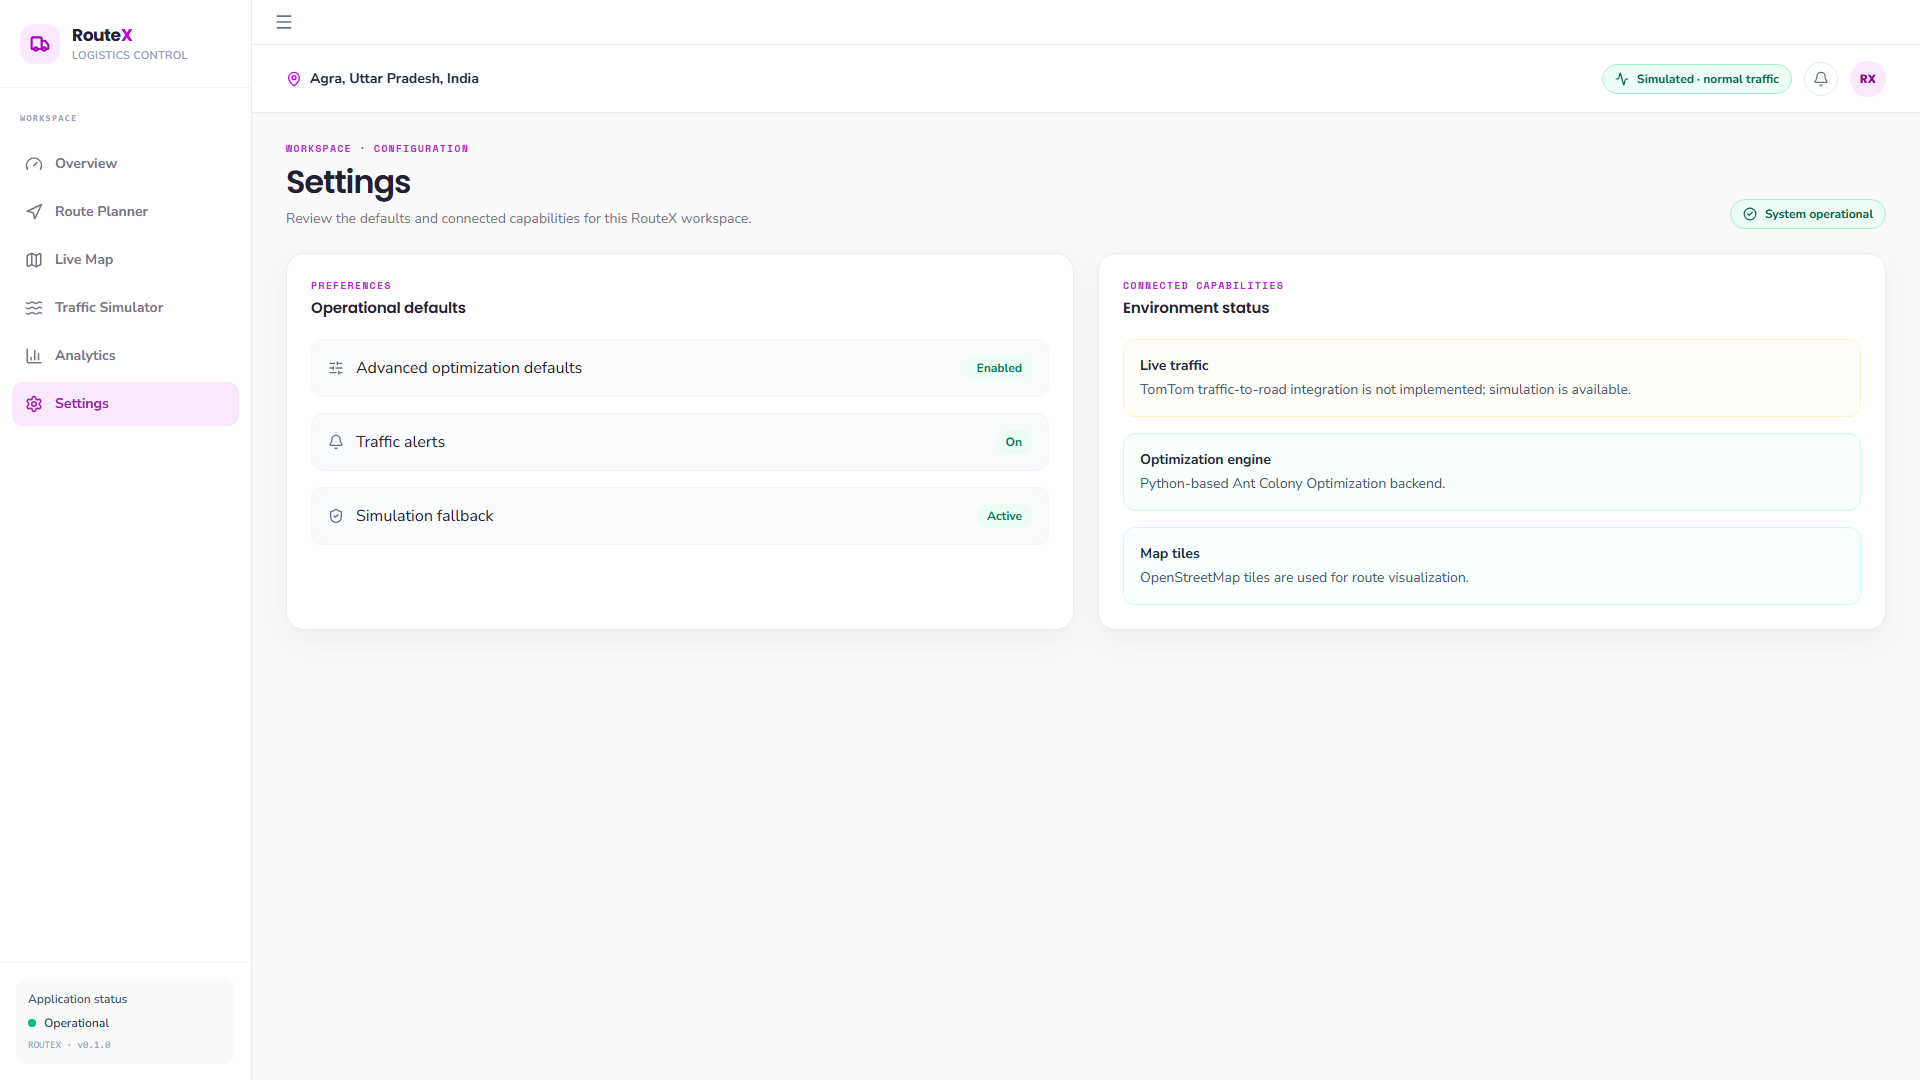 RouteX
LOGISTICS CONTROL
WORKSPACE
Overview
Route Planner
Live Map
Traffic Simulator
Analytics
Settings
Application status
Operational
ROUTEX · v0.1.0
Agra, Uttar Pradesh, India
Simulated · normal traffic
RX
WORKSPACE · CONFIGURATION
Settings
Review the defaults and connected capabilities for this RouteX workspace.
System operational
PREFERENCES
Operational defaults
Advanced optimization defaults
Enabled
Traffic alerts
On
Simulation fallback
Active
CONNECTED CAPABILITIES
Environment status
Live traffic
TomTom traffic-to-road integration is not implemented; simulation is available.
Optimization engine
Python-based Ant Colony Optimization backend.
Map tiles
OpenStreetMap tiles are used for route visualization.